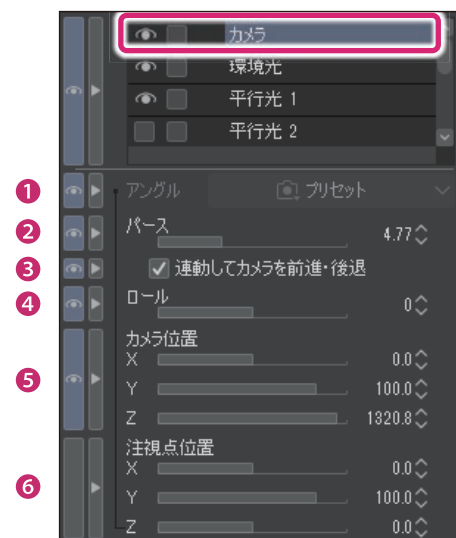 カメラ
環境光
平行光 1
平行光 2
1 アングル プリセット
2 パース 4.77
3 連動してカメラを前進・後退
4 ロール 0
カメラ位置
X 0.0
5 Y 100.0
Z 1320.8
注視点位置
X 0.0
6 Y 100.0
Z 0.0